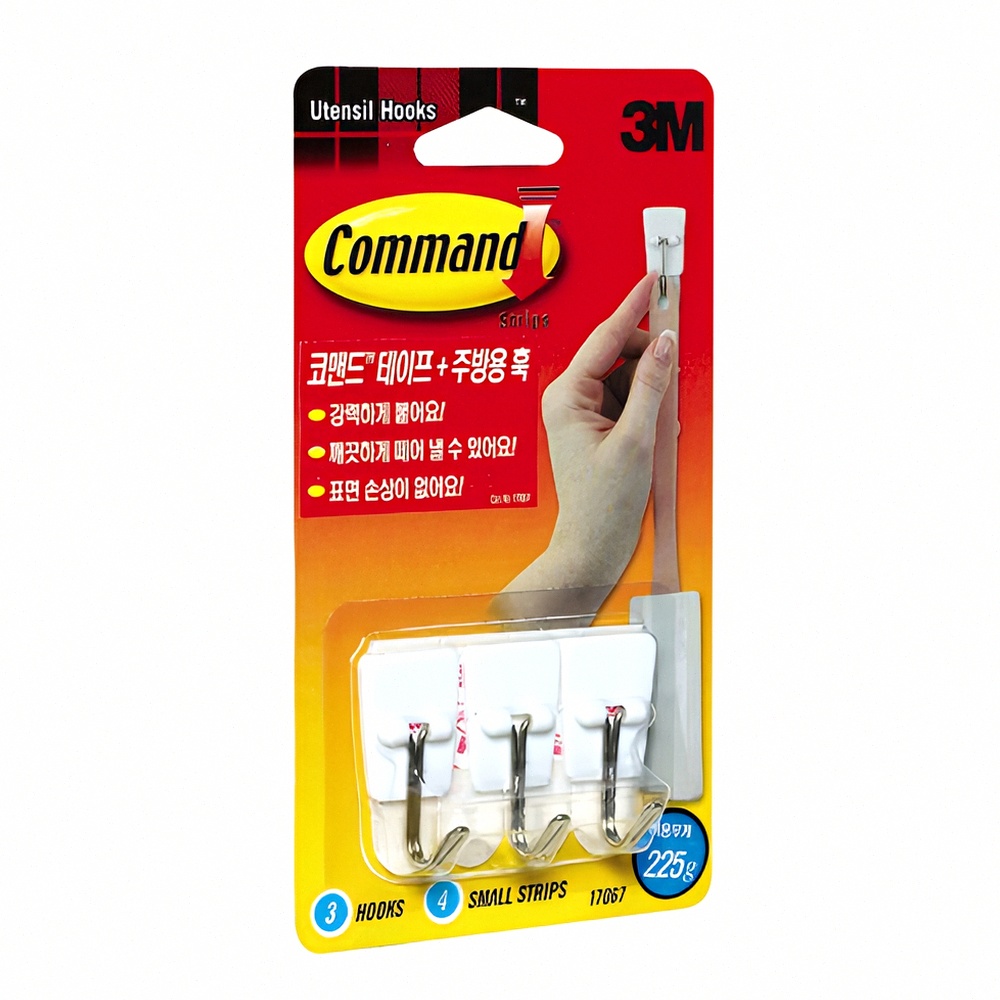 Utensil Hooks
™
3M
Command™
Strips
코맨드™ 테이프 + 주방용 훅
강력하게 붙어요!
깨끗하게 떼어 낼 수 있어요!
표면 손상이 없어요!
225g
3 HOOKS
4 SMALL STRIPS
17067